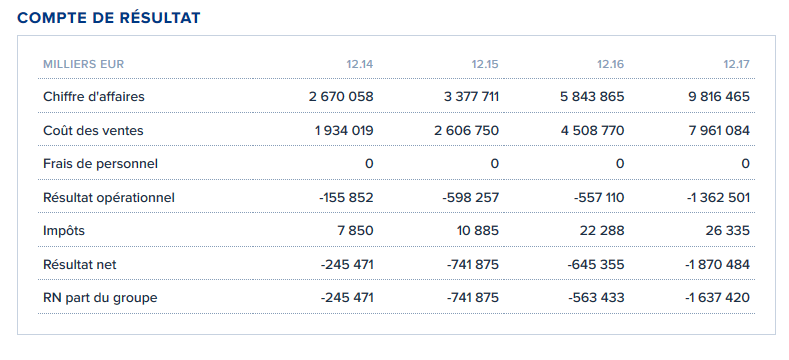 COMPTE DE RÉSULTAT
MILLIERS EUR 12.14 12.15 12.16 12.17
Chiffre d'affaires 2 670 058 3 377 711 5 843 865 9 816 465
Coût des ventes 1 934 019 2 606 750 4 508 770 7 961 084
Frais de personnel 0 0 0 0
Résultat opérationnel -155 852 -598 257 -557 110 -1 362 501
Impôts 7 850 10 885 22 288 26 335
Résultat net -245 471 -741 875 -645 355 -1 870 484
RN part du groupe -245 471 -741 875 -563 433 -1 637 420